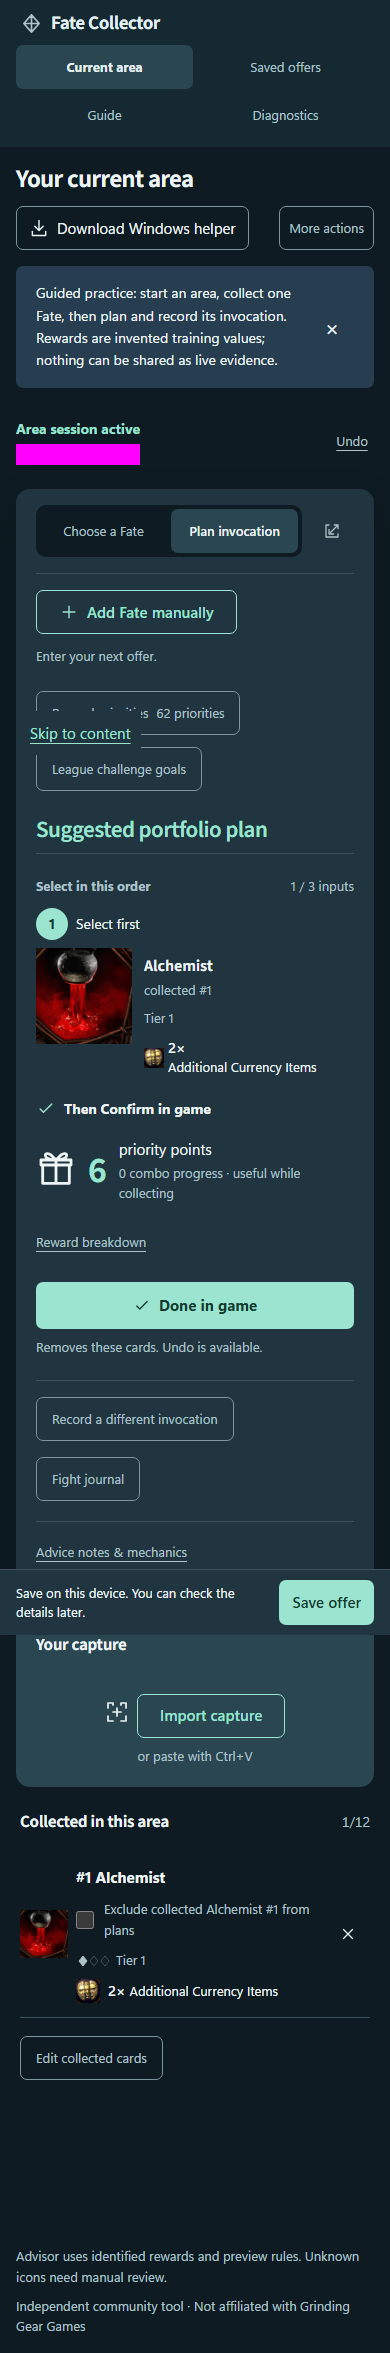 Fate Collector
Current area
Saved offers
Guide
Diagnostics
Your current area
Download Windows helper
More actions
Guided practice: start an area, collect one
Fate, then plan and record its invocation.
Rewards are invented training values;
nothing can be shared as live evidence.
Area session active
Undo
Choose a Fate
Plan invocation
Add Fate manually
Enter your next offer.
62 priorities
Skip to content
League challenge goals
Suggested portfolio plan
Select in this order
1 / 3 inputs
1
Select first
Alchemist
collected #1
Tier 1
2×
Additional Currency Items
Then Confirm in game
6
priority points
0 combo progress · useful while
collecting
Reward breakdown
Done in game
Removes these cards. Undo is available.
Record a different invocation
Fight journal
Advice notes & mechanics
Save on this device. You can check the
details later.
Save offer
Your capture
Import capture
or paste with Ctrl+V
Collected in this area
1/12
#1 Alchemist
Exclude collected Alchemist #1 from
plans
Tier 1
2× Additional Currency Items
Edit collected cards
Advisor uses identified rewards and preview rules. Unknown
icons need manual review.
Independent community tool · Not affiliated with Grinding
Gear Games